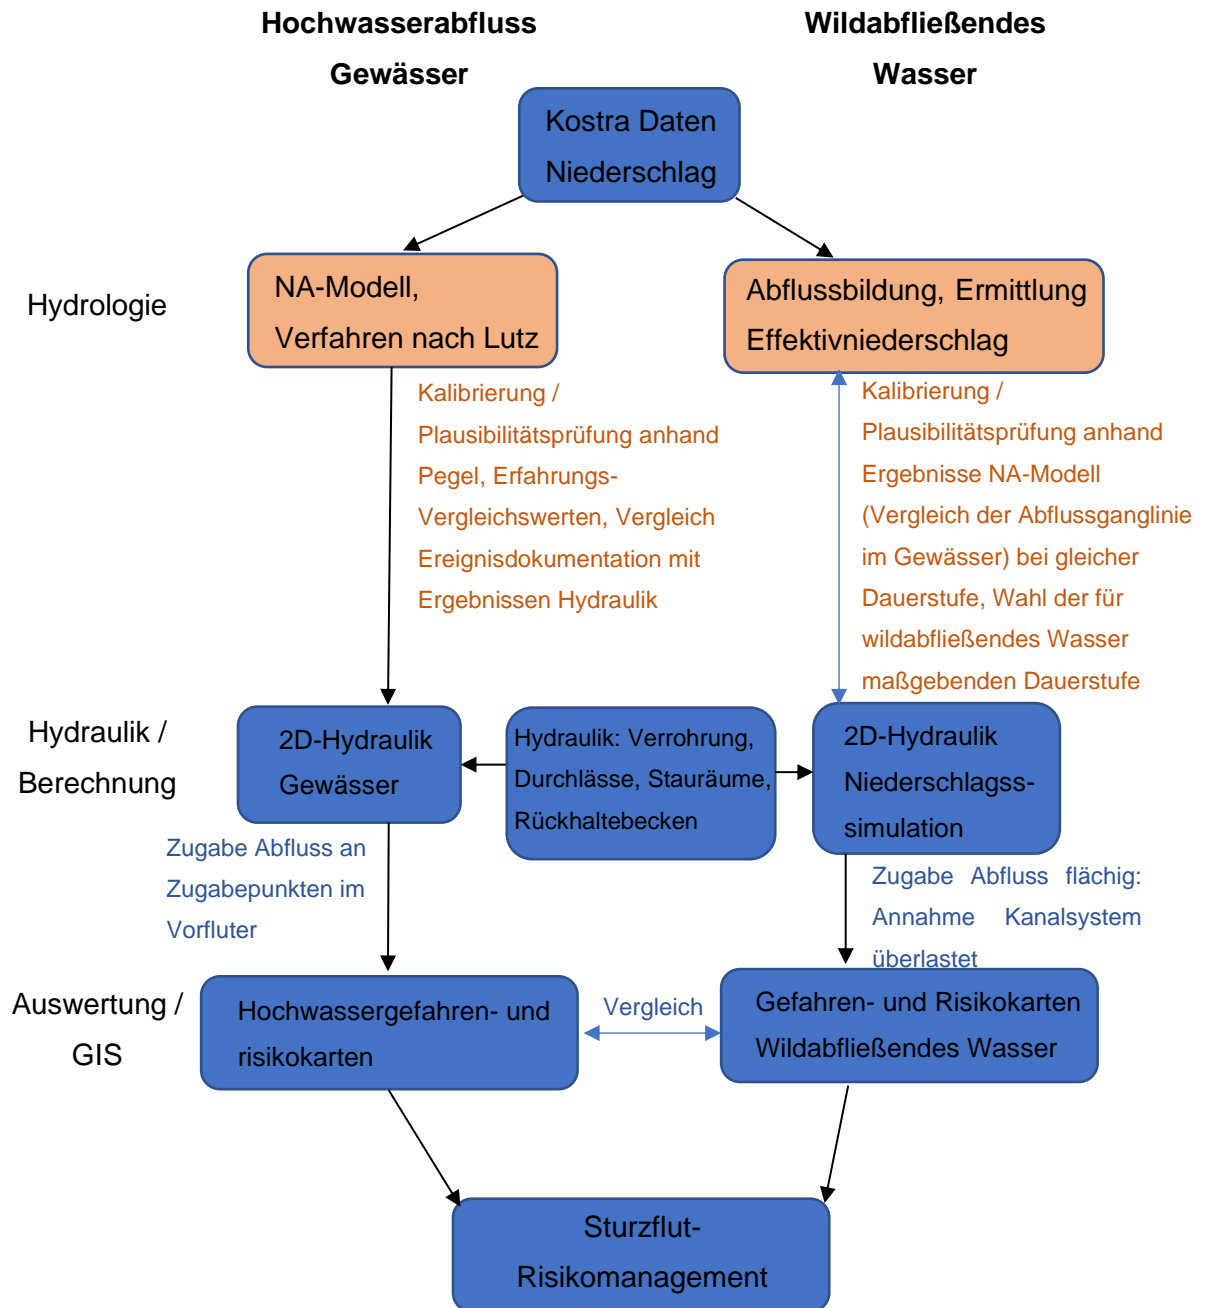 Hochwasserabfluss
Gewässer
Wildabfließendes
Wasser
Kostra Daten
Niederschlag
Hydrologie
NA-Modell,
Verfahren nach Lutz
Abflussbildung, Ermittlung
Effektivniederschlag
Kalibrierung /
Plausibilitätsprüfung anhand
Pegel, Erfahrungs-
Vergleichswerten, Vergleich
Ereignisdokumentation mit
Ergebnissen Hydraulik
Kalibrierung /
Plausibilitätsprüfung anhand
Ergebnisse NA-Modell
(Vergleich der Abflussganglinie
im Gewässer) bei gleicher
Dauerstufe, Wahl der für
wildabfließendes Wasser
maßgebenden Dauerstufe
Hydraulik /
Berechnung
2D-Hydraulik
Gewässer
Hydraulik: Verrohrung,
Durchlässe, Stauräume,
Rückhaltebecken
2D-Hydraulik
Niederschlagss-
simulation
Zugabe Abfluss an
Zugabepunkten im
Vorfluter
Zugabe Abfluss flächig:
Annahme Kanalsystem
überlastet
Auswertung /
GIS
Hochwassergefahren- und
risikokarten
Vergleich
Gefahren- und Risikokarten
Wildabfließendes Wasser
Sturzflut-
Risikomanagement